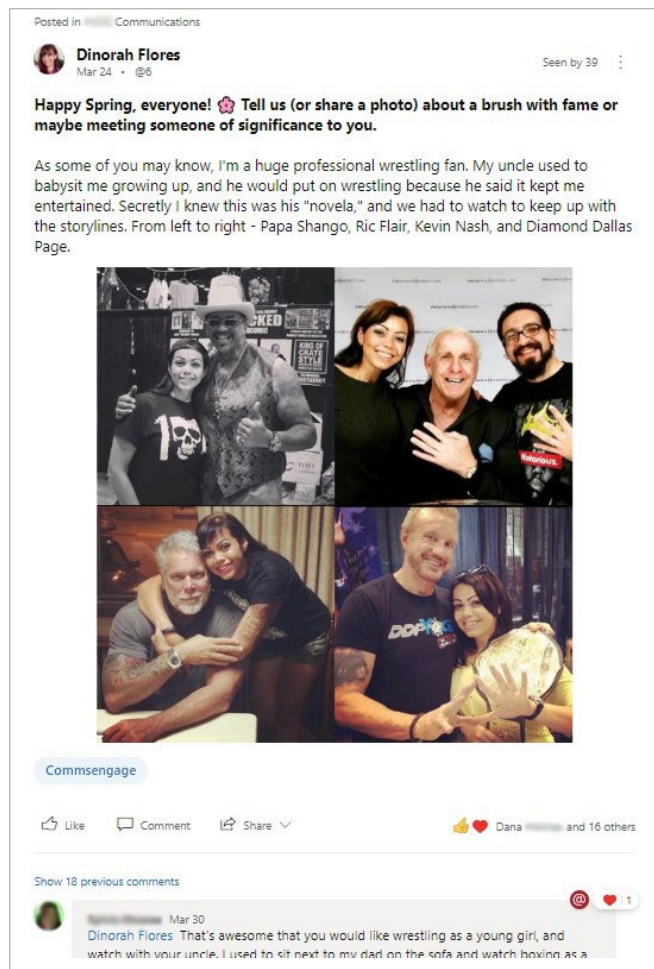 Posted in Communications
Dinorah Flores
Mar 24 • @6
Seen by 39
Happy Spring, everyone! 🌸 Tell us (or share a photo) about a brush with fame or
maybe meeting someone of significance to you.
As some of you may know, I'm a huge professional wrestling fan. My uncle used to
babysit me growing up, and he would put on wrestling because he said it kept me
entertained. Secretly I knew this was his "novela," and we had to watch to keep up with
the storylines. From left to right - Papa Shango, Ric Flair, Kevin Nash, and Diamond Dallas
Page.
KING OF
CRATE
STYLE
Notorious.
Commsengage
Like
Comment
Share
Dana and 16 others
Show 18 previous comments
@
1
Mar 30
Dinorah Flores That's awesome that you would like wrestling as a young girl, and
watch with your uncle. I used to sit next to my dad on the sofa and watch boxing as a